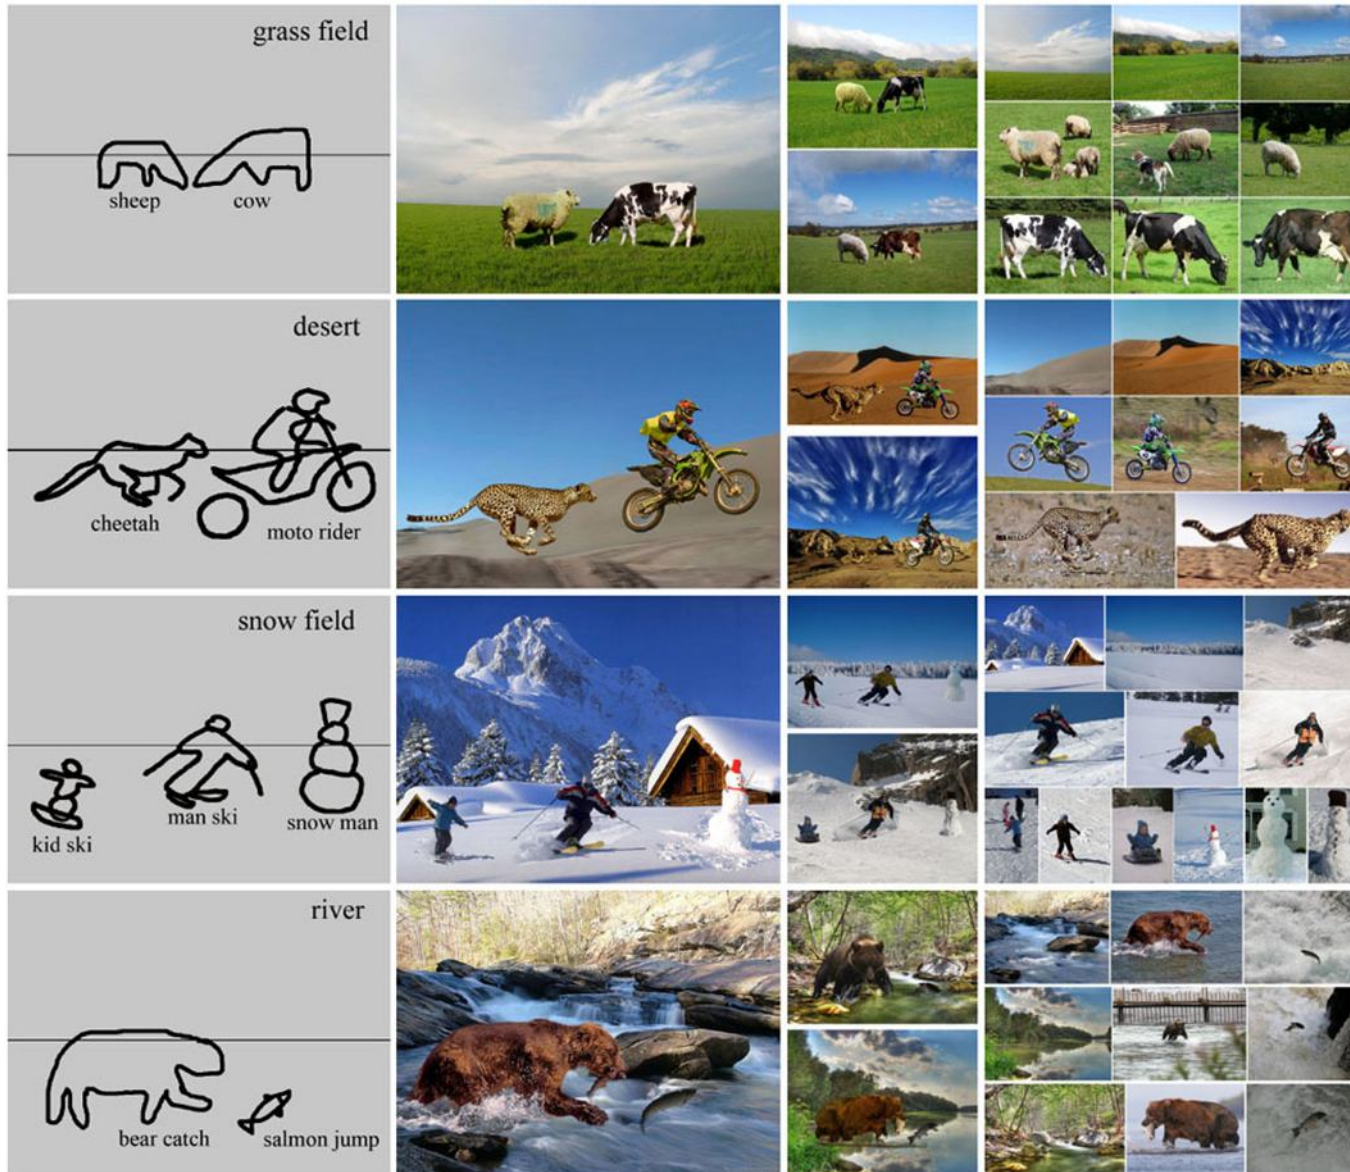 grass field
sheep
cow
desert
cheetah
moto rider
snow field
kid ski
man ski
snow man
river
bear catch
salmon jump